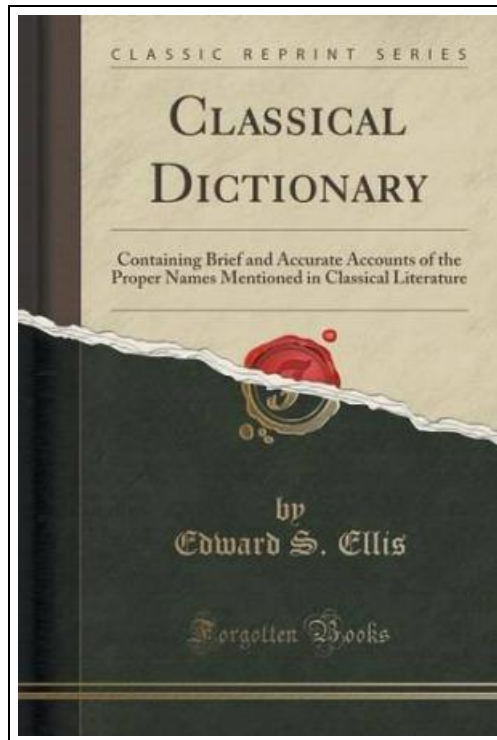 CLASSIC REPRINT SERIES
CLASSICAL
DICTIONARY
Containing Brief and Accurate Accounts of the
Proper Names Mentioned in Classical Literature
by
Edward S. Ellis
Forgotten Books